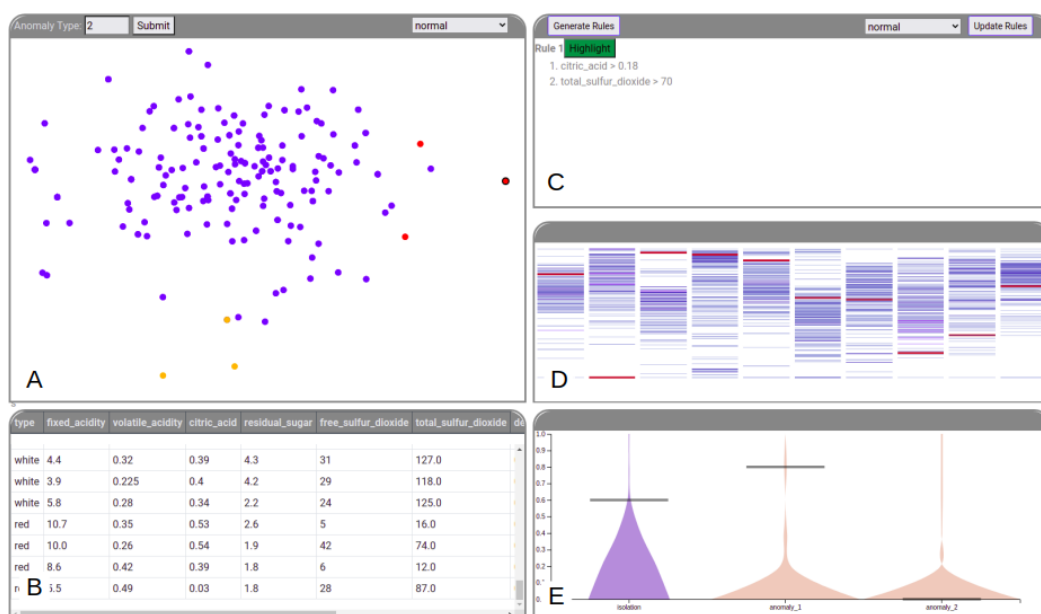 Anomaly Type: 2 Submit normal
A
Generate Rules normal Update Rules
Rule 1 Highlight
1. citric_acid > 0.18
2. total_sulfur_dioxide > 70
C
D
type fixed_acidity volatile_acidity citric_acid residual_sugar free_sulfur_dioxide total_sulfur_dioxide
white 4.4 0.32 0.39 4.3 31 127.0
white 3.9 0.225 0.4 4.2 29 118.0
white 5.8 0.28 0.34 2.2 24 125.0
red 10.7 0.35 0.53 2.6 5 16.0
red 10.0 0.26 0.54 1.9 42 74.0
red 8.6 0.42 0.39 1.8 6 12.0
0.49 0.03 1.8 28 87.0
B
1.0
0.9
0.8
0.7
0.6
0.5
0.4
0.3
0.2
E
isolation anomaly_1 anomaly_2